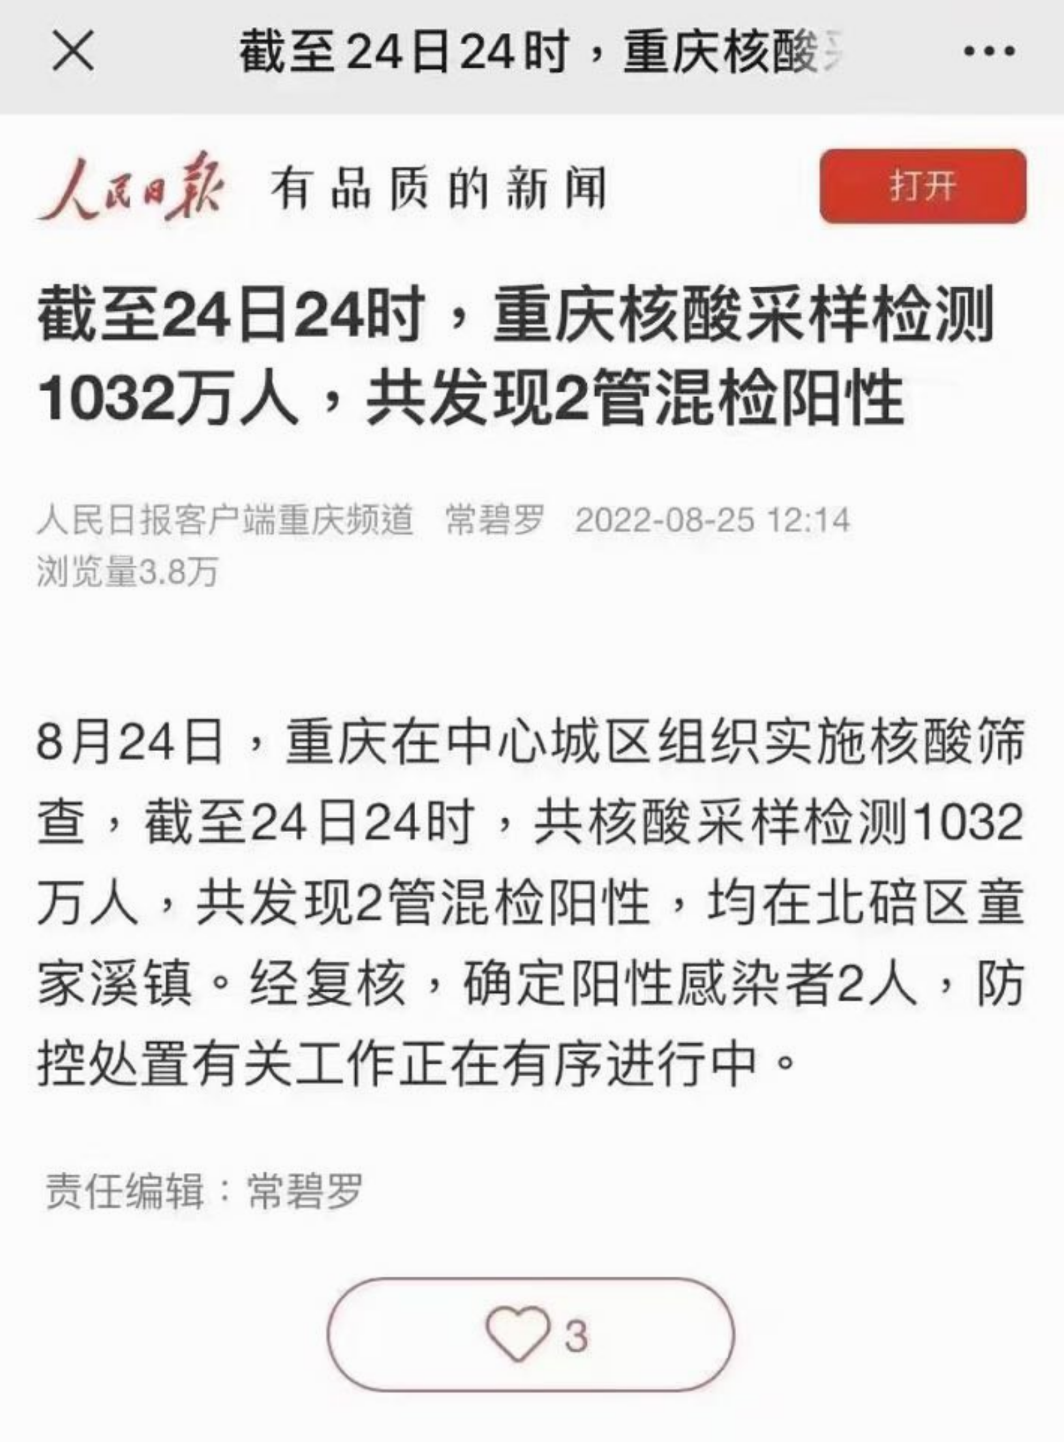 截至24日24时，重庆核酸
人民日报 有品质的新闻 打开
截至24日24时，重庆核酸采样检测
1032万人，共发现2管混检阳性
人民日报客户端重庆频道 常碧罗 2022-08-25 12:14
浏览量3.8万
8月24日，重庆在中心城区组织实施核酸筛
查，截至24日24时，共核酸采样检测1032
万人，共发现2管混检阳性，均在北碚区童
家溪镇。经复核，确定阳性感染者2人，防
控处置有关工作正在有序进行中。
责任编辑：常碧罗
3